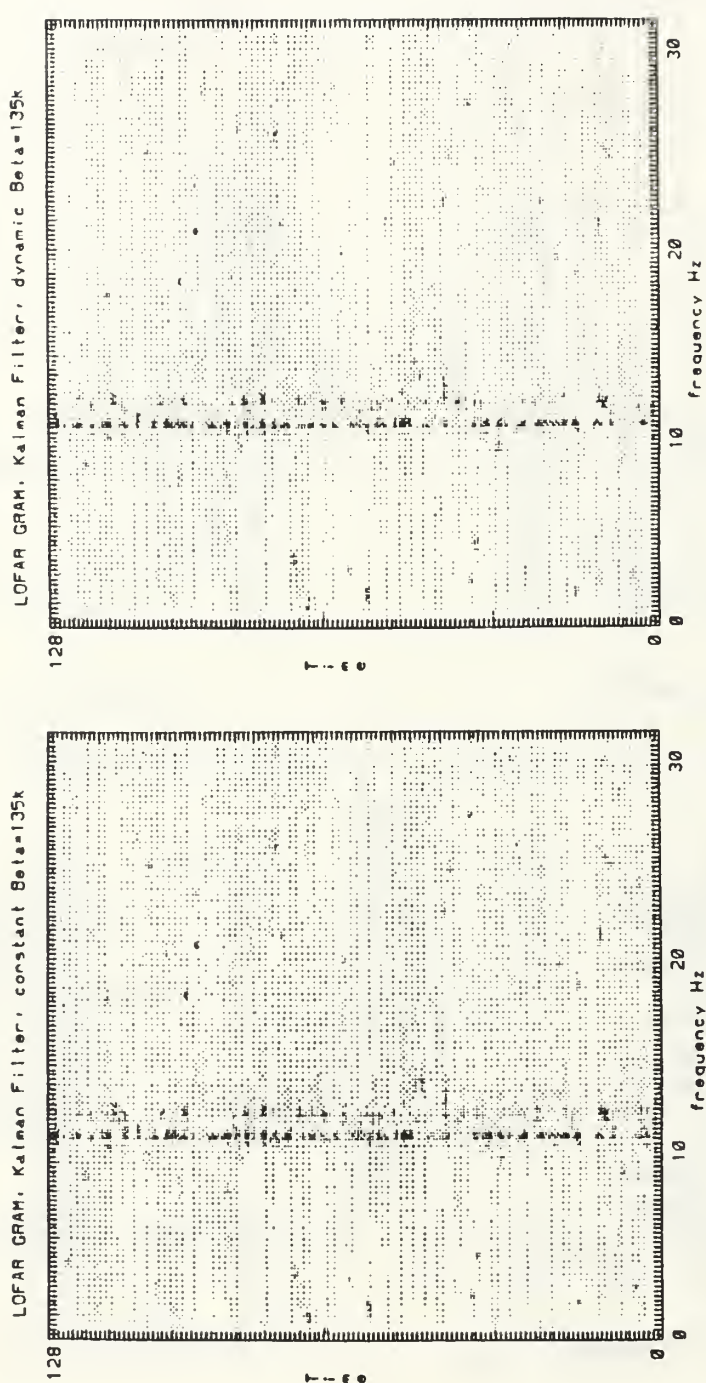 LOFAR GRAM, Kalman Filter, dynamic Beta=135k
128
Time
0
0 10 20 30
frequency Hz
LOFAR GRAM, Kalman Filter, constant Beta=135k
128
Time
0
0 10 20 30
frequency Hz